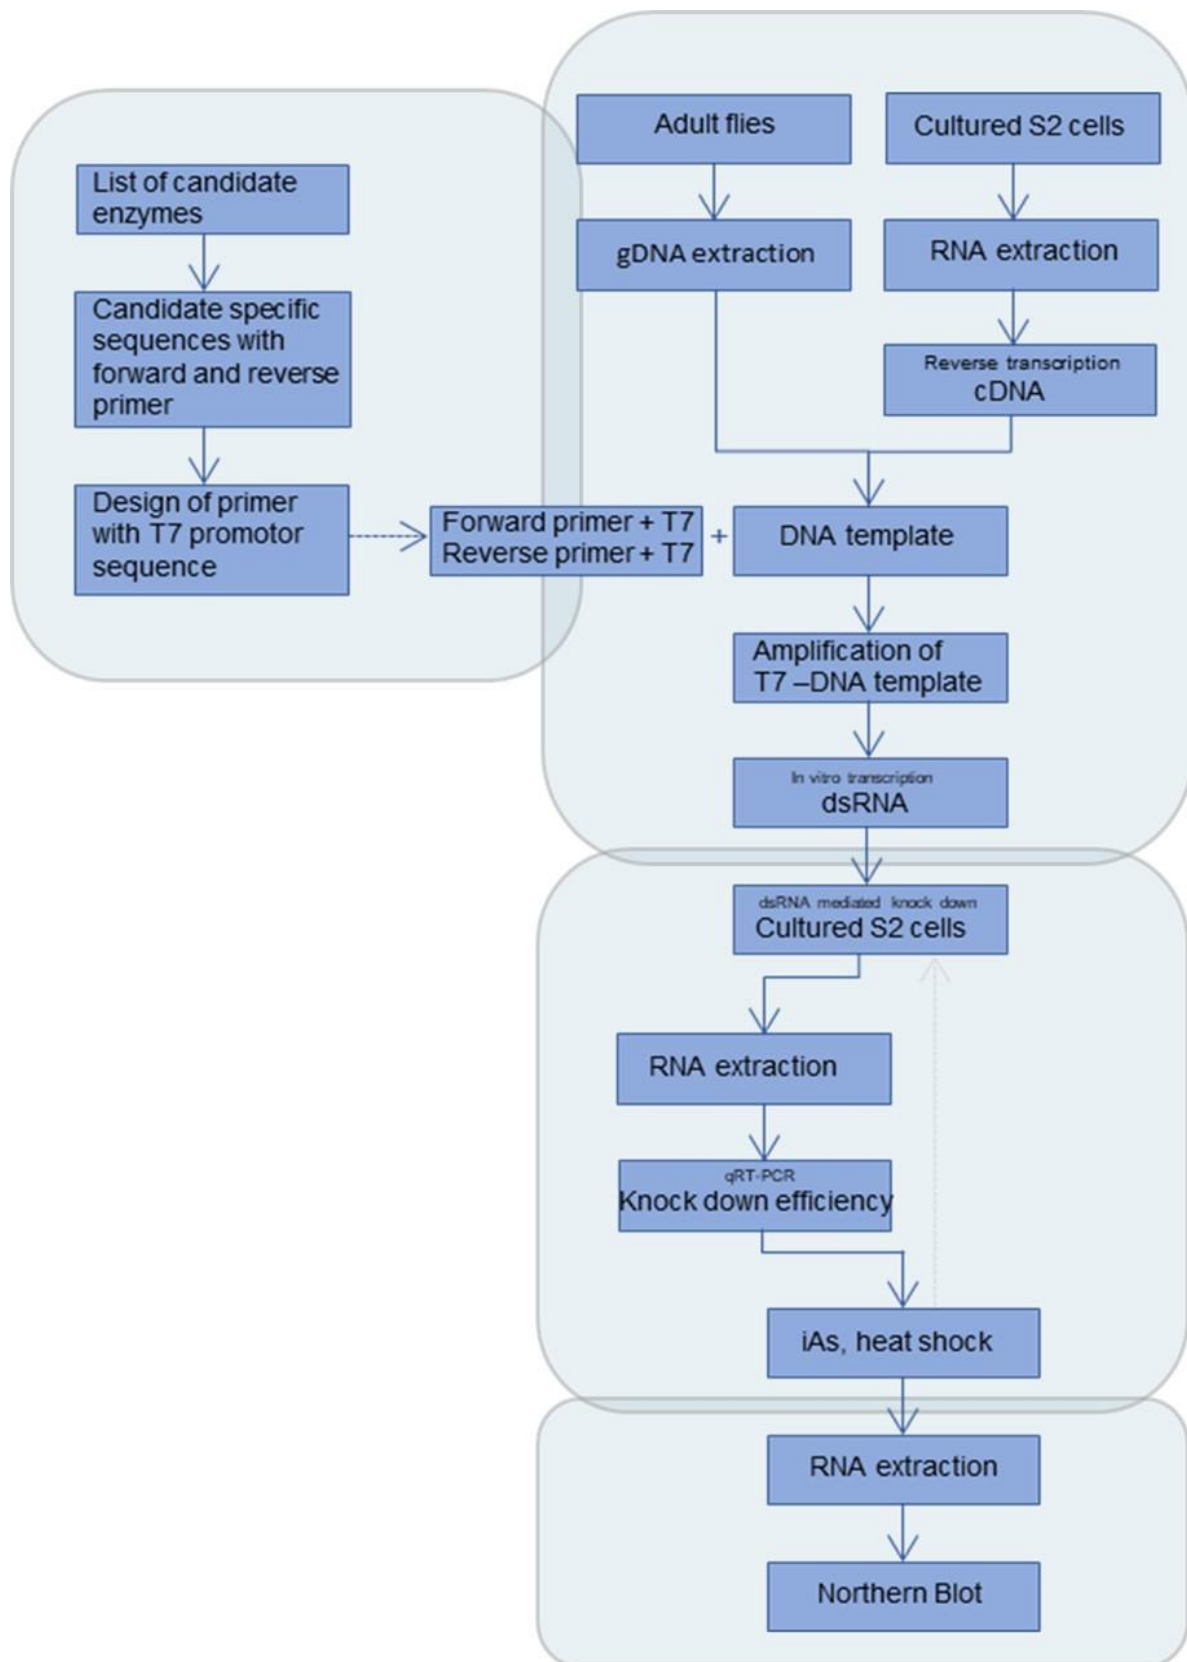 Adult flies
Cultured S2 cells
List of candidate
enzymes
gDNA extraction
RNA extraction
Candidate specific
sequences with
forward and reverse
primer
Reverse transcription
cDNA
Design of primer
with T7 promotor
sequence
Forward primer + T7
Reverse primer + T7
+
DNA template
Amplification of
T7 –DNA template
In vitro transcription
dsRNA
dsRNA mediated knock down
Cultured S2 cells
RNA extraction
qRT-PCR
Knock down efficiency
iAs, heat shock
RNA extraction
Northern Blot